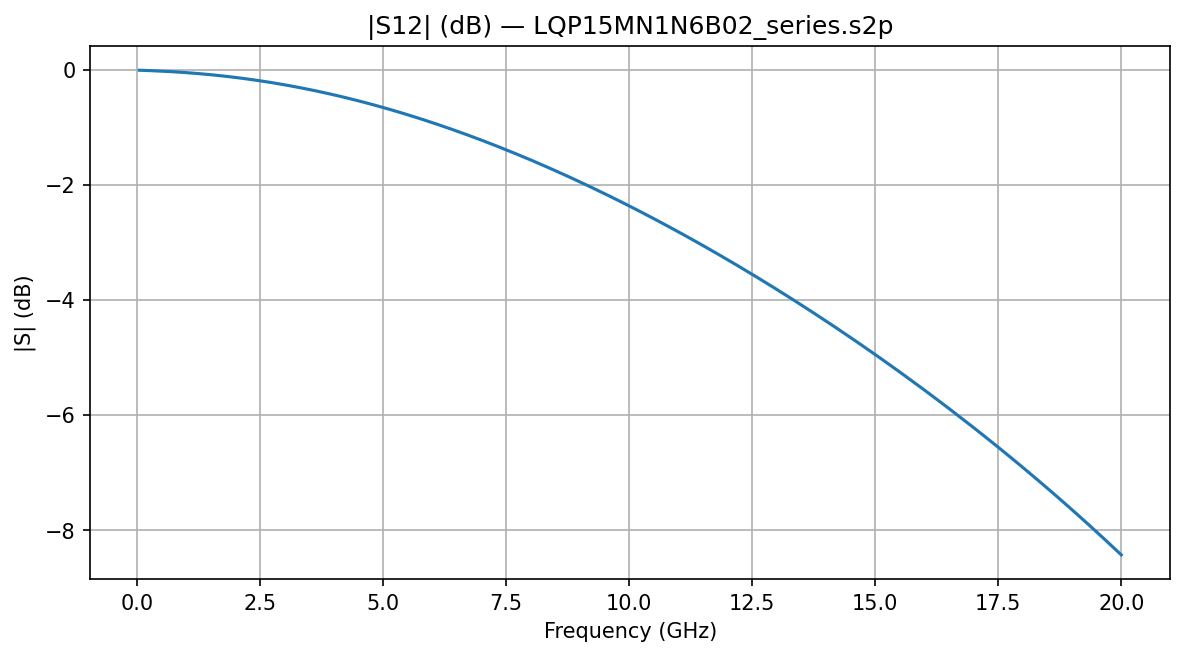 |S12| (dB) — LQP15MN1N6B02_series.s2p
|S| (dB)
0
−2
−4
−6
−8
0.0 2.5 5.0 7.5 10.0 12.5 15.0 17.5 20.0
Frequency (GHz)